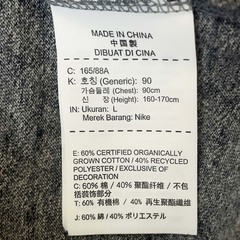 MADE IN CHINA
中国製
DIBUAT DI CINA
C: 165/88A
K: 호칭 (Generic): 90
가슴둘레 (Chest): 90cm
신 장 (Height): 160-170cm
IN: Ukuran: L
Merek Barang: Nike
E: 60% CERTIFIED ORGANICALLY
GROWN COTTON / 40% RECYCLED
POLYESTER / EXCLUSIVE OF
DECORATION
C: 60% 棉 / 40% 聚酯纤维 / 不包
括装饰部分
T: 60% 有機棉 / 40% 再生聚酯纖維
J: 60% 綿 / 40% ポリエステル